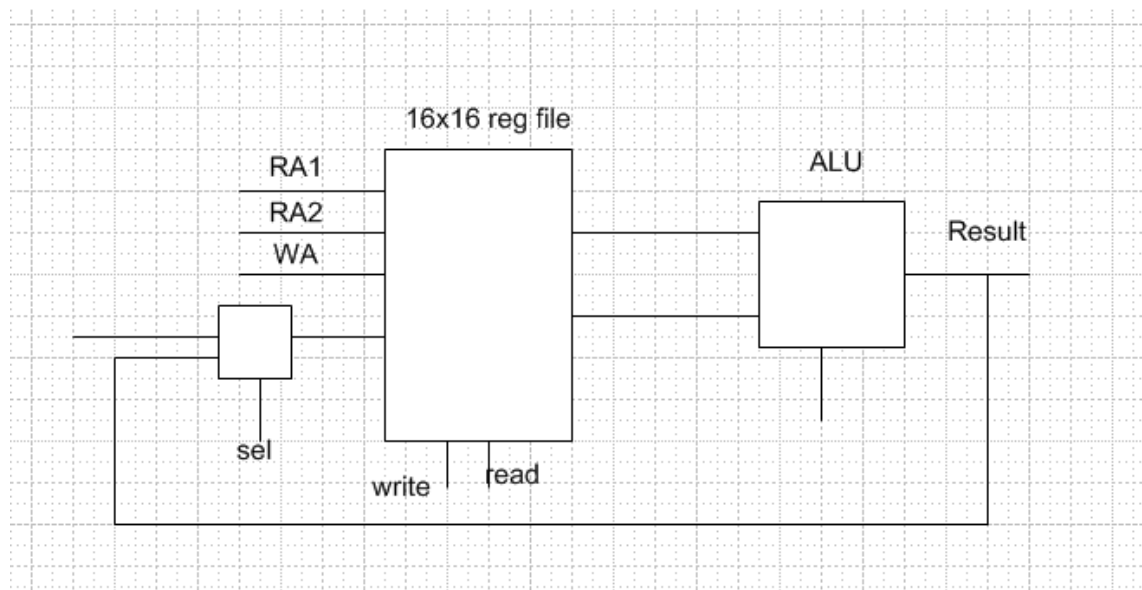 16x16 reg file
ALU
RA1
RA2
Result
WA
sel
read
write